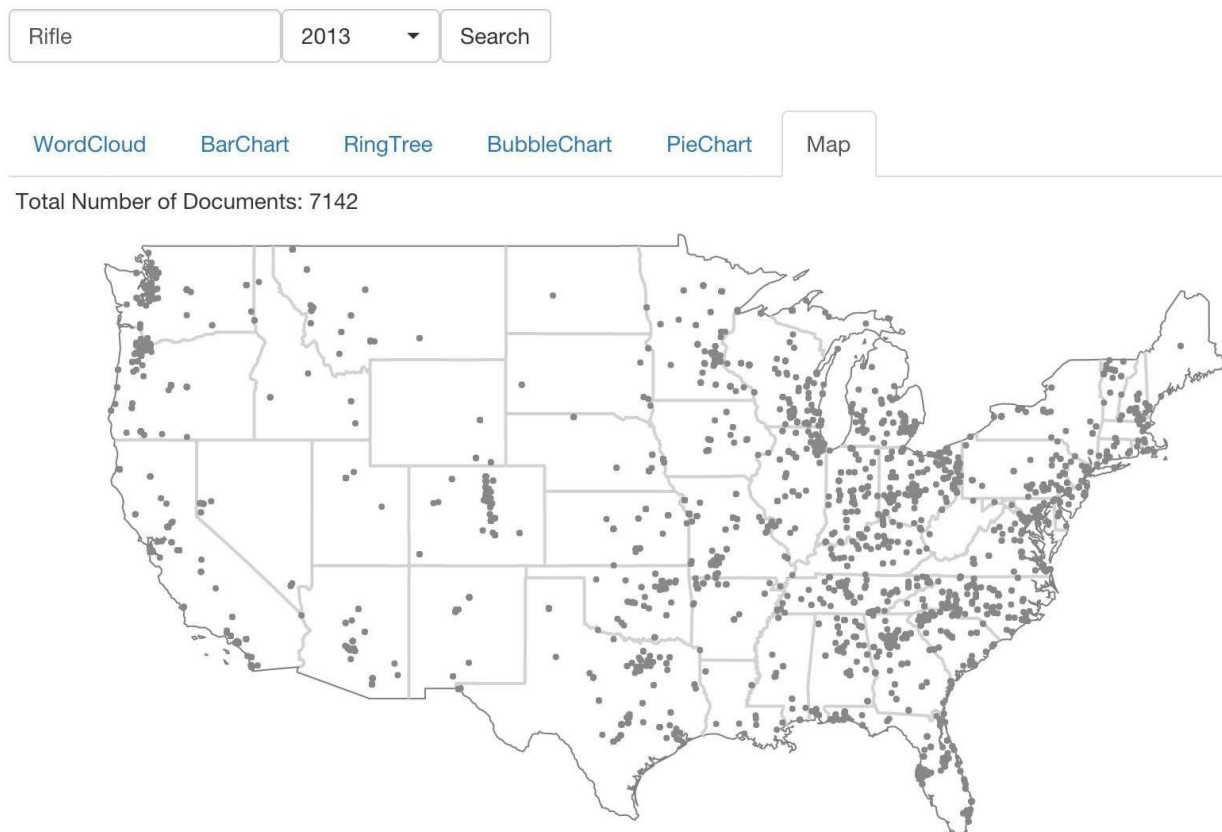 Rifle 2013 Search
WordCloud BarChart RingTree BubbleChart PieChart Map
Total Number of Documents: 7142